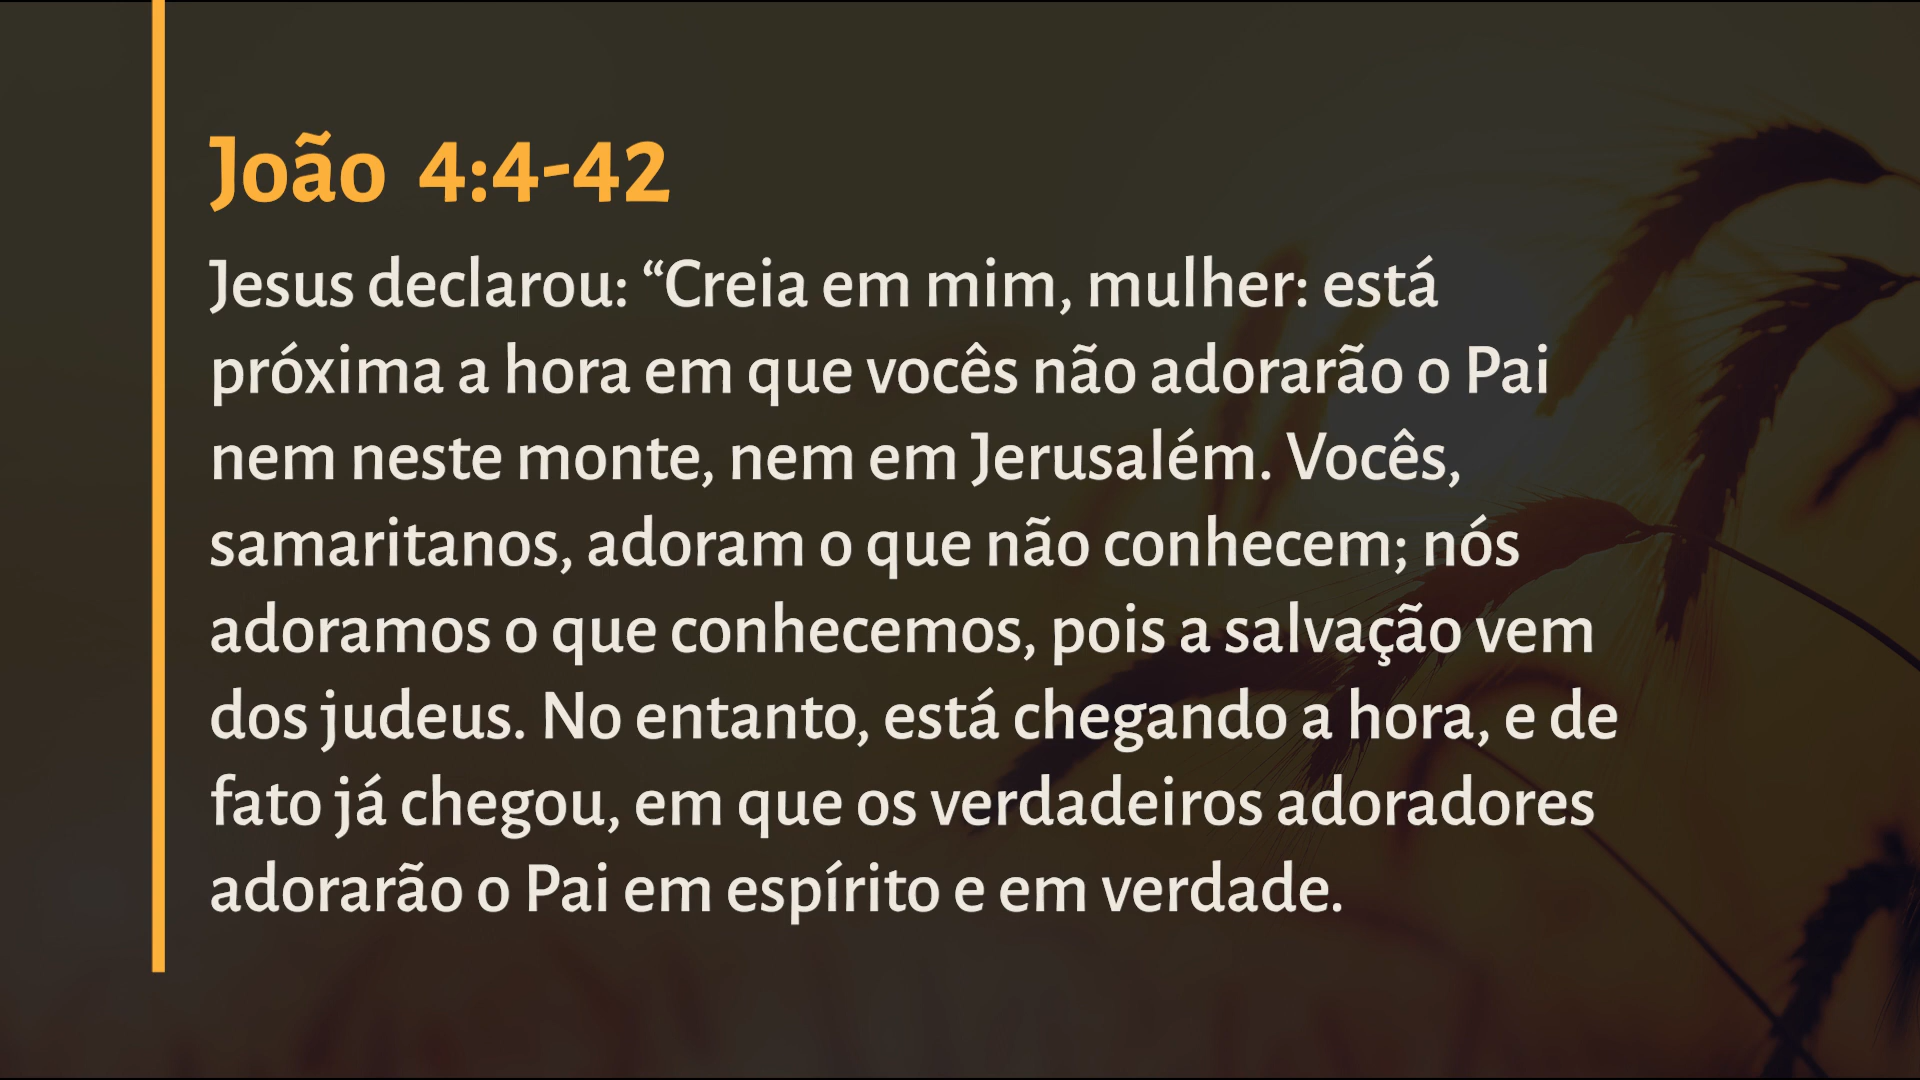 João 4:4-42
Jesus declarou: “Creia em mim, mulher: está
próxima a hora em que vocês não adorarão o Pai
nem neste monte, nem em Jerusalém. Vocês,
samaritanos, adoram o que não conhecem; nós
adoramos o que conhecemos, pois a salvação vem
dos judeus. No entanto, está chegando a hora, e de
fato já chegou, em que os verdadeiros adoradores
adorarão o Pai em espírito e em verdade.